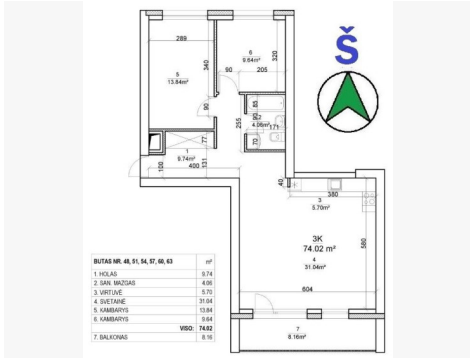 289
6
9.64m²
320
340
5
13.84m²
90
205
Š
90
85
90
2
4.06m²
171
255
70
77
1
9.74m²
131
100
400
40
380
3
5.70m²
3K
74.02 m²
580
4
31.04m²
604
7
8.16m²
BUTAS NR. 48, 51, 54, 57, 60, 63 m²
1. HOLAS 9.74
2. SAN. MAZGAS 4.06
3. VIRTUVĖ 5.70
4. SVETAINĖ 31.04
5. KAMBARYS 13.84
6. KAMBARYS 9.64
VISO: 74.02
7. BALKONAS 8.16